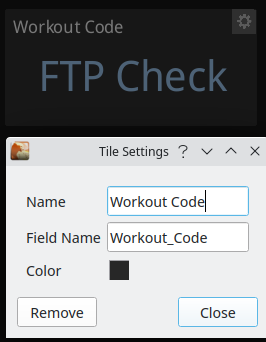 Workout Code
FTP Check
Tile Settings ?
Name Workout Code
Field Name Workout_Code
Color
Remove Close